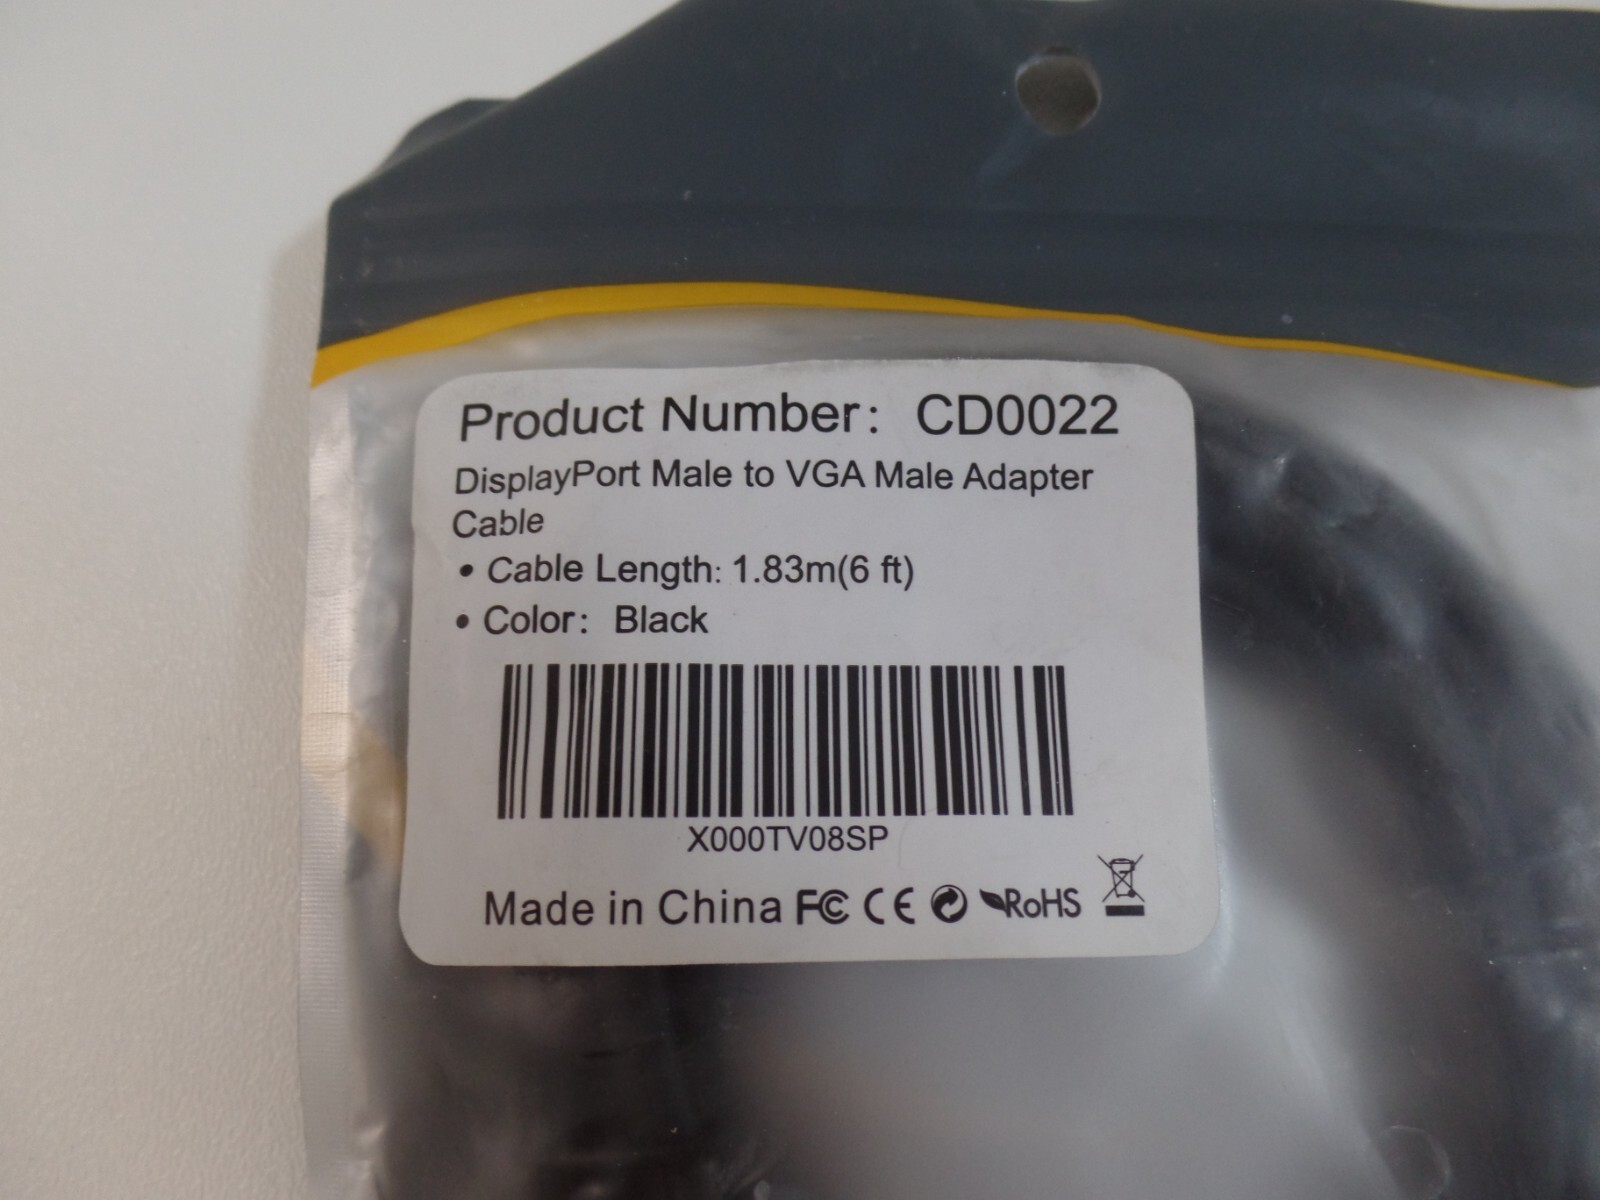 Product Number: CD0022
DisplayPort Male to VGA Male Adapter
Cable
• Cable Length: 1.83m(6 ft)
• Color: Black
X000TV08SP
Made in China FC CE RoHS